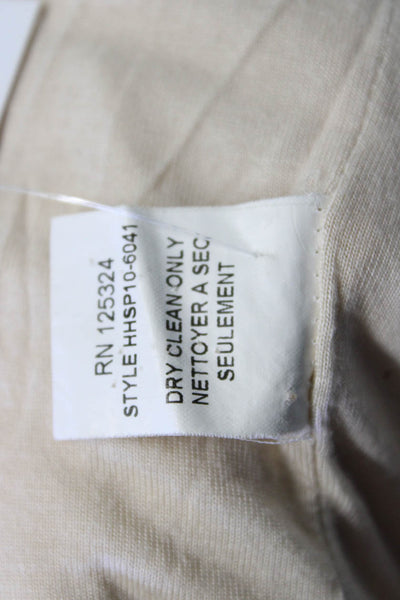 RN 125324
STYLE HHSP10-6041
DRY CLEAN ONLY
NETTOYER A SEC
SEULEMENT